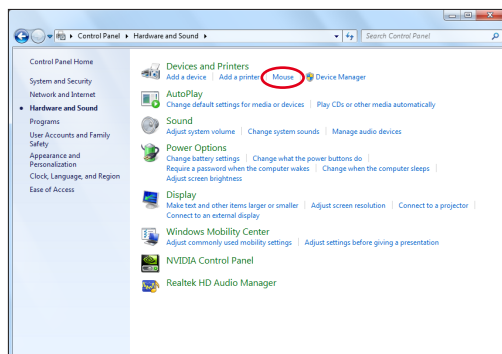 Control Panel Hardware and Sound Search Control Panel
Control Panel Home
System and Security
Network and Internet
Hardware and Sound
Programs
User Accounts and Family
Safety
Appearance and
Personalization
Clock, Language, and Region
Ease of Access
Devices and Printers
Add a device Add a printer Mouse Device Manager
AutoPlay
Change default settings for media or devices Play CDs or other media automatically
Sound
Adjust system volume Change system sounds Manage audio devices
Power Options
Change battery settings Change what the power buttons do
Require a password when the computer wakes Change when the computer sleeps
Adjust screen brightness
Display
Make text and other items larger or smaller Adjust screen resolution Connect to a projector
Connect to an external display
Windows Mobility Center
Adjust commonly used mobility settings Adjust settings before giving a presentation
NVIDIA Control Panel
Realtek HD Audio Manager